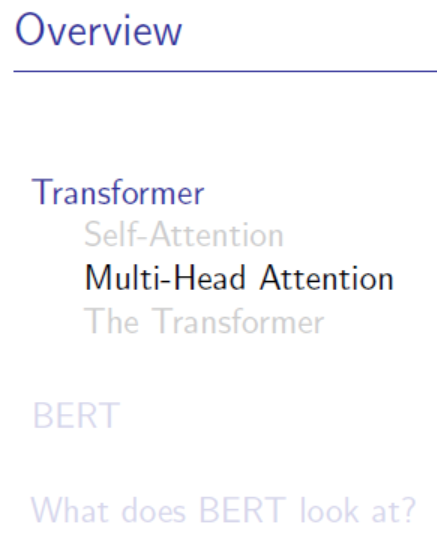 Overview
Transformer
Self-Attention
Multi-Head Attention
The Transformer
BERT
What does BERT look at?